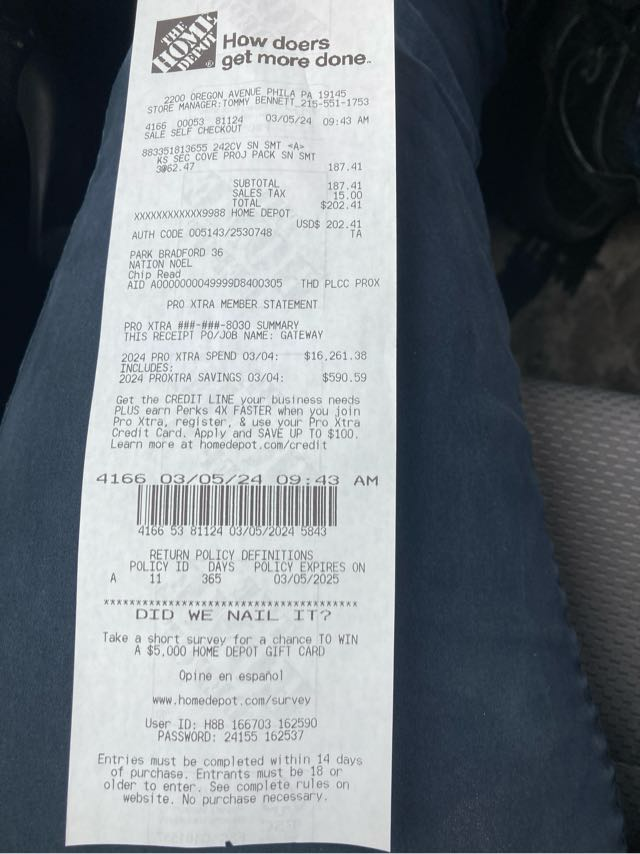 THE
HOME
DEPOT
How doers
get more done™
2200 OREGON AVENUE PHILA PA 19145
STORE MANAGER:TOMMY BENNETT 215-551-1753
4166 00053 81124 03/05/24 09:43 AM
SALE SELF CHECKOUT
883351813655 242CV SN SMT <A>
KS SEC COVE PROJ PACK SN SMT
3@62.47 187.41
SUBTOTAL 187.41
SALES TAX 15.00
TOTAL $202.41
XXXXXXXXXXXX9988 HOME DEPOT
USD$ 202.41
AUTH CODE 005143/2530748 TA
PARK BRADFORD 36
NATION NOEL
Chip Read
AID A0000000049999D8400305 THD PLCC PROX
PRO XTRA MEMBER STATEMENT
PRO XTRA ###-###-8030 SUMMARY
THIS RECEIPT PO/JOB NAME: GATEWAY
2024 PRO XTRA SPEND 03/04: $16,261.38
INCLUDES:
2024 PROXTRA SAVINGS 03/04: $590.59
Get the CREDIT LINE your business needs
PLUS earn Perks 4X FASTER when you join
Pro Xtra, register, & use your Pro Xtra
Credit Card. Apply and SAVE UP TO $100.
Learn more at homedepot.com/credit
4166 03/05/24 09:43 AM
4166 53 81124 03/05/2024 5843
RETURN POLICY DEFINITIONS
POLICY ID DAYS POLICY EXPIRES ON
A 11 365 03/05/2025
DID WE NAIL IT?
Take a short survey for a chance TO WIN
A $5,000 HOME DEPOT GIFT CARD
Opine en español
www.homedepot.com/survey
User ID: H8B 166703 162590
PASSWORD: 24155 162537
Entries must be completed within 14 days
of purchase. Entrants must be 18 or
older to enter. See complete rules on
website. No purchase necessary.